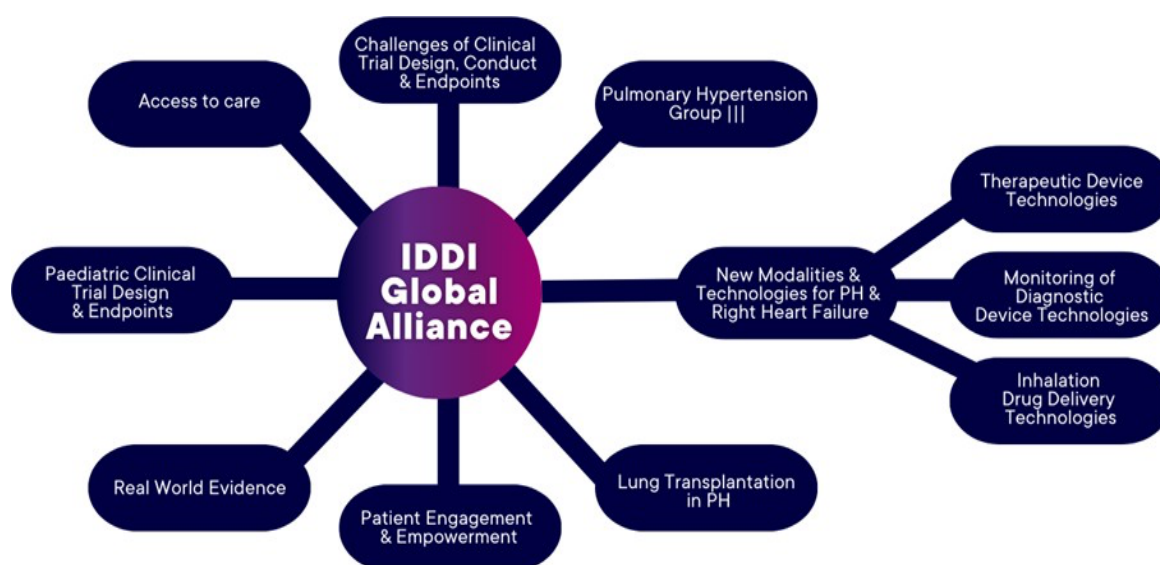 Challenges of Clinical
Trial Design, Conduct
& Endpoints
Access to care
Pulmonary Hypertension
Group |||
Therapeutic Device
Technologies
IDDI
Global
Alliance
Paediatric Clinical
Trial Design
& Endpoints
New Modalities &
Technologies for PH &
Right Heart Failure
Monitoring of
Diagnostic
Device Technologies
Inhalation
Drug Delivery
Technologies
Real World Evidence
Patient Engagement
& Empowerment
Lung Transplantation
in PH